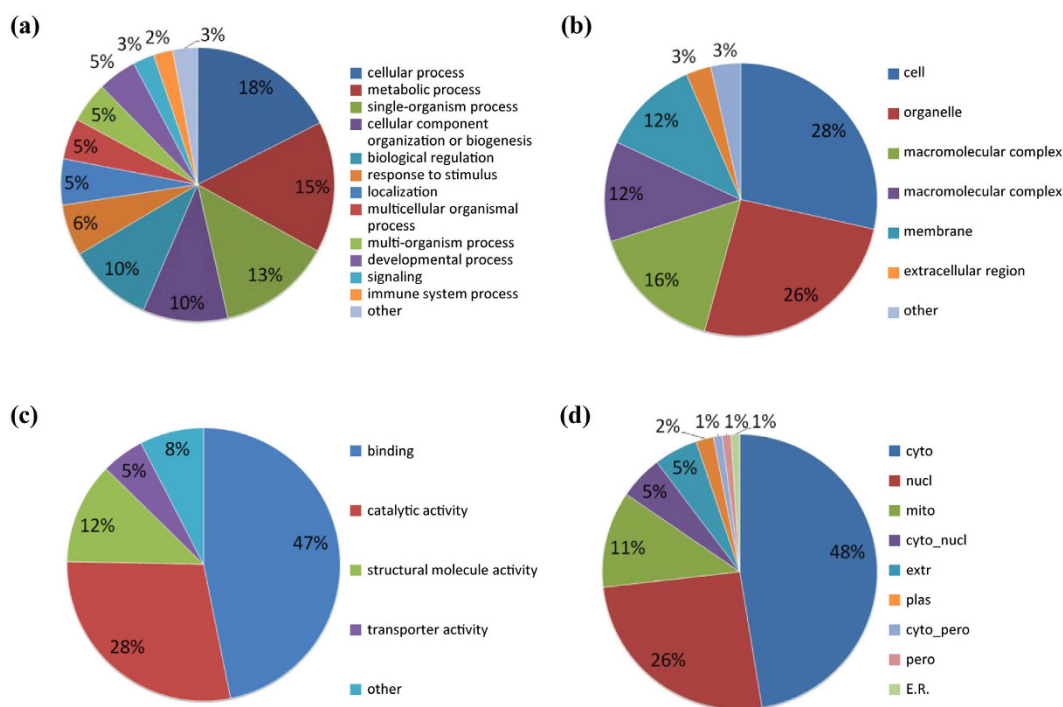 (a)
3%
2%
3%
5%
5%
5%
5%
6%
10%
10%
13%
15%
18%
cellular process
metabolic process
single-organism process
cellular component
organization or biogenesis
biological regulation
response to stimulus
localization
multicellular organismal
process
multi-organism process
developmental process
signaling
immune system process
other
(b)
3%
3%
12%
12%
16%
26%
28%
cell
organelle
macromolecular complex
macromolecular complex
membrane
extracellular region
other
(c)
8%
5%
12%
28%
47%
binding
catalytic activity
structural molecule activity
transporter activity
other
(d)
2%
1%
1%
1%
5%
5%
11%
26%
48%
cyto
nucl
mito
cyto_nucl
extr
plas
cyto_pero
pero
E.R.